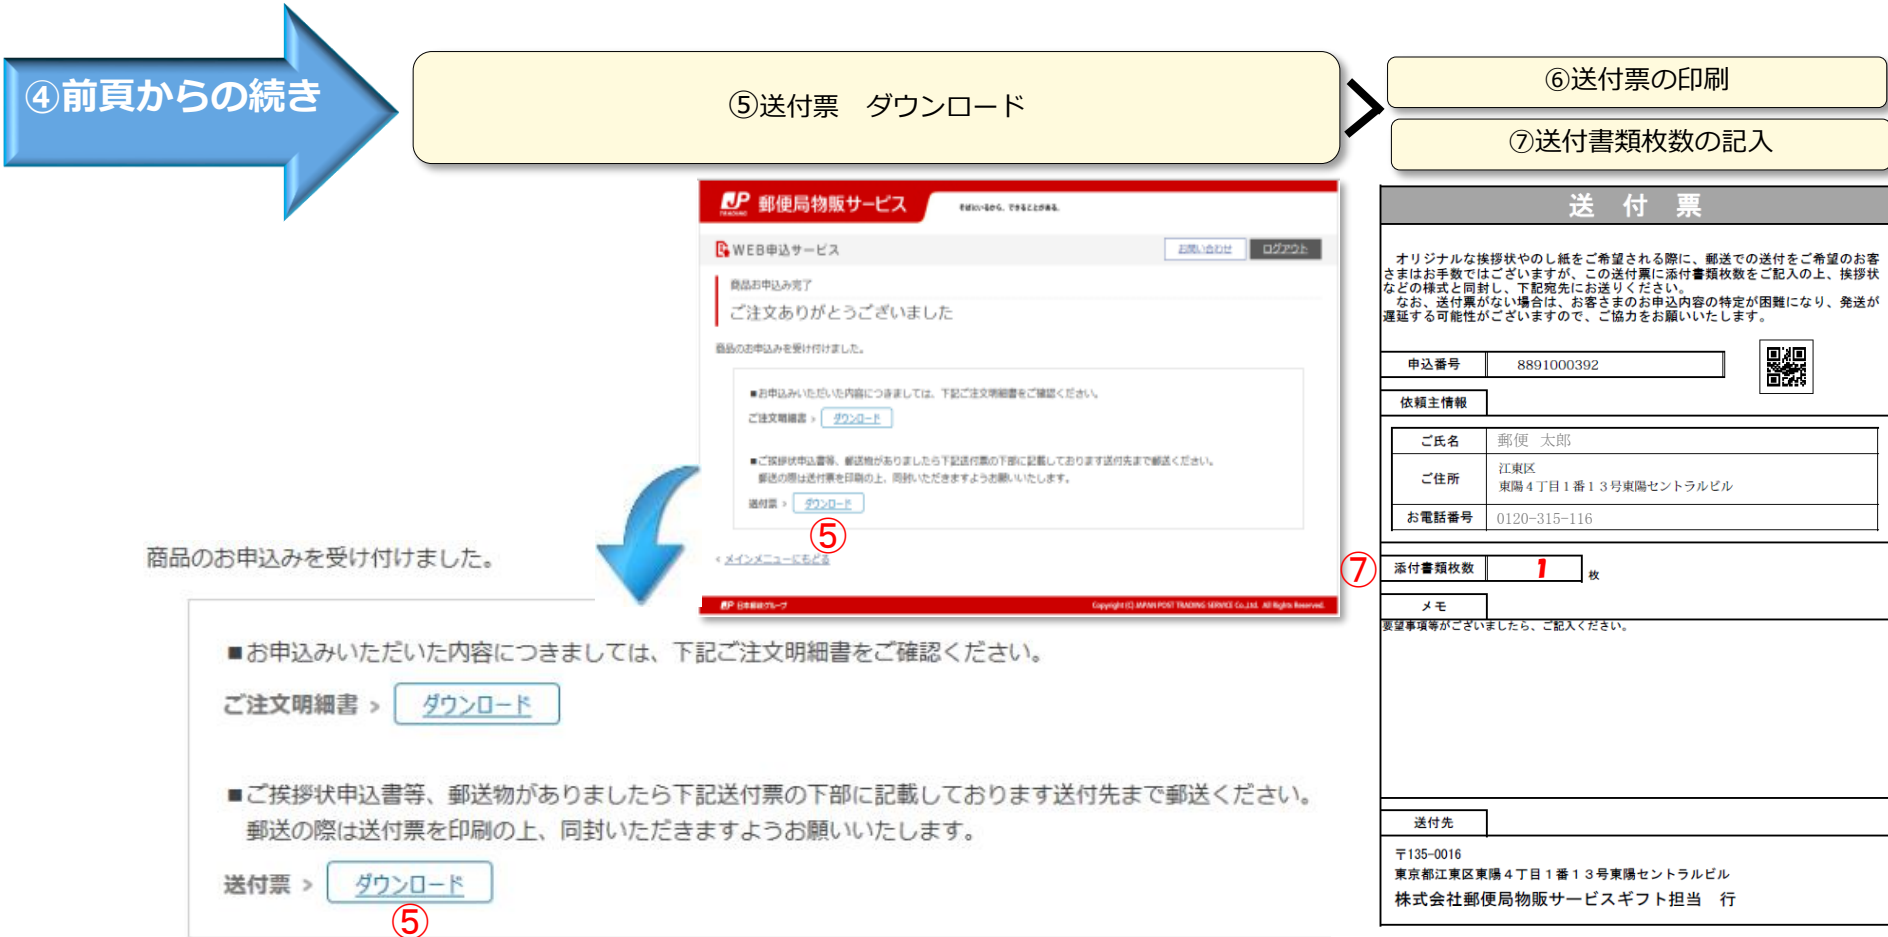 ④前頁からの続き
⑤送付票　ダウンロード
⑥送付票の印刷
⑦送付書類枚数の記入
JP 郵便局物販サービス
そばにいるから、できることがある。
WEB申込サービス
お問い合わせ
ログアウト
商品お申込み完了
ご注文ありがとうございました
商品のお申込みを受け付けました。
■お申込みいただいた内容につきましては、下記ご注文明細書をご確認ください。
ご注文明細書 > ダウンロード
■ご挨拶状申込書等、郵送物がありましたら下記送付票の下部に記載しております送付先まで郵送ください。
郵送の際は送付票を印刷の上、同封いただきますようお願いいたします。
送付票 > ダウンロード
⑤
< メインメニューにもどる
JP 日本郵政グループ
Copyright (C) JAPAN POST TRADING SERVICE Co.,Ltd. All Rights Reserved.
商品のお申込みを受け付けました。
■お申込みいただいた内容につきましては、下記ご注文明細書をご確認ください。
ご注文明細書 > ダウンロード
■ご挨拶状申込書等、郵送物がありましたら下記送付票の下部に記載しております送付先まで郵送ください。
郵送の際は送付票を印刷の上、同封いただきますようお願いいたします。
送付票 > ダウンロード
⑤
送 付 票
オリジナルな挨拶状やのし紙をご希望される際に、郵送での送付をご希望のお客
さまはお手数ではございますが、この送付票に添付書類枚数をご記入の上、挨拶状
などの様式と同封し、下記宛先にお送りください。
なお、送付票がない場合は、お客さまのお申込内容の特定が困難になり、発送が
遅延する可能性がございますので、ご協力をお願いいたします。
申込番号 8891000392
依頼主情報
ご氏名 郵便 太郎
ご住所 江東区
東陽４丁目１番１３号東陽セントラルビル
お電話番号 0120-315-116
⑦
添付書類枚数 1 枚
メモ
要望事項等がございましたら、ご記入ください。
送付先
〒135-0016
東京都江東区東陽４丁目１番１３号東陽セントラルビル
株式会社郵便局物販サービスギフト担当　行